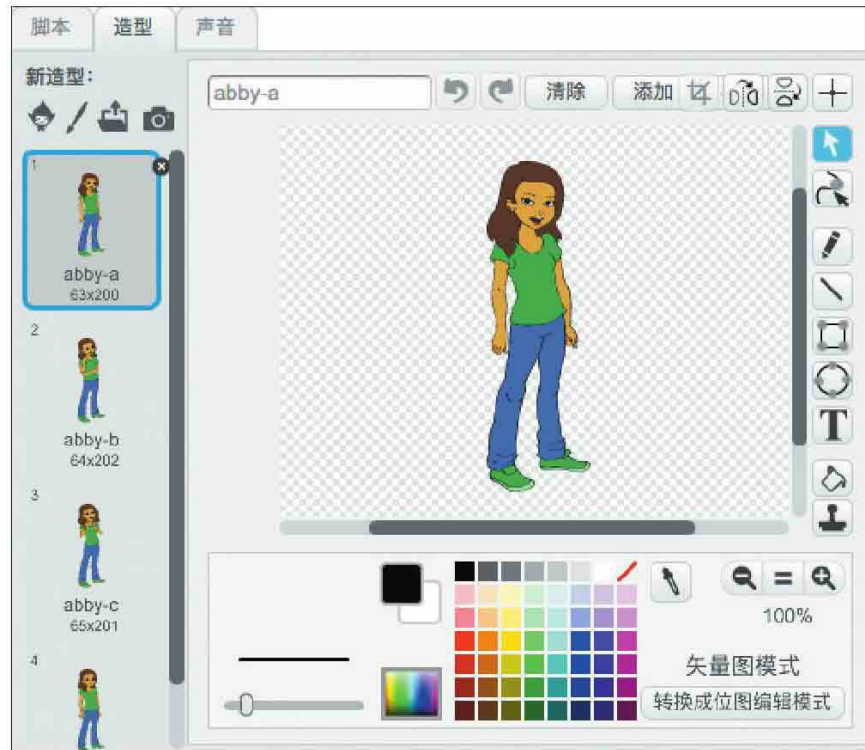 脚本 造型 声音
新造型：
abby-a 清除 添加
1
abby-a
63x200
2
abby-b
64x202
3
abby-c
65x201
4
T
100%
矢量图模式
转换成位图编辑模式